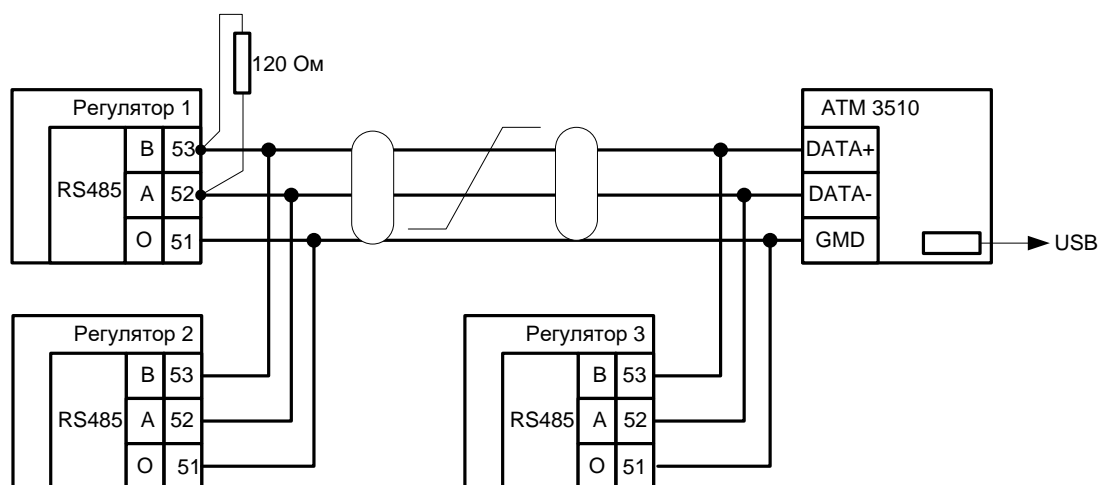 120 Ом
Регулятор 1
RS485
B 53
A 52
O 51
ATM 3510
DATA+
DATA-
GMD
USB
Регулятор 2
RS485
B 53
A 52
O 51
Регулятор 3
RS485
B 53
A 52
O 51